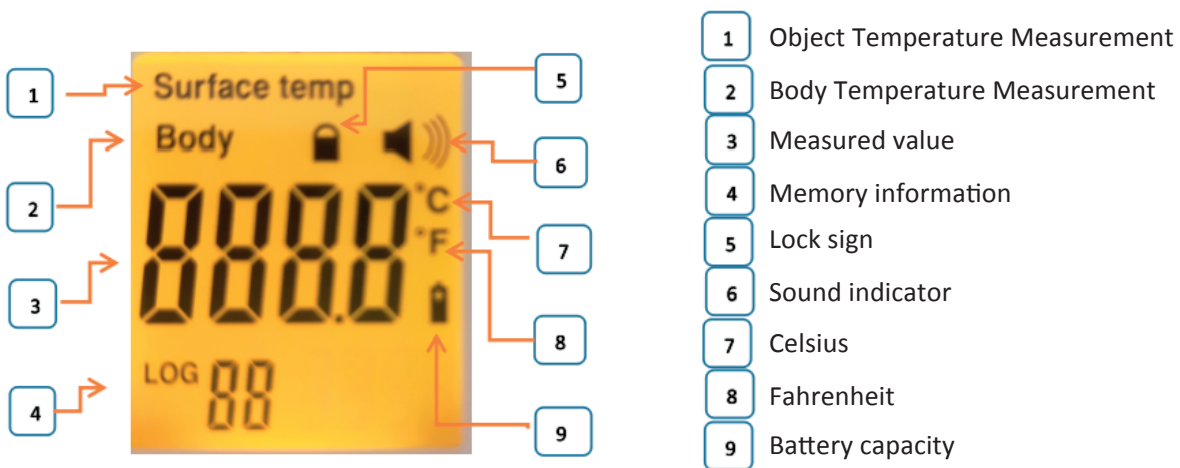 1
Surface temp
5
Body
6
2
888.8
°C
°F
7
3
8
LOG 88
4
9
1 Object Temperature Measurement
2 Body Temperature Measurement
3 Measured value
4 Memory information
5 Lock sign
6 Sound indicator
7 Celsius
8 Fahrenheit
9 Battery capacity